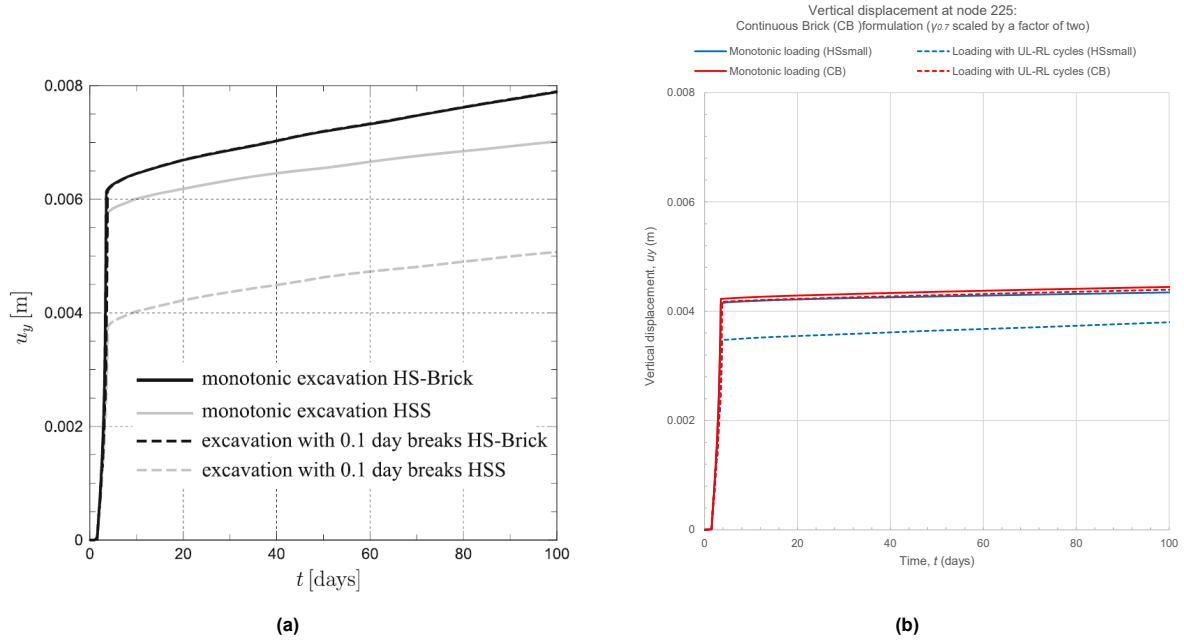 0.008
0.006
0.004
0.002
0
0
20
40
60
80
100
u_y [m]
t [days]
monotonic excavation HS-Brick
monotonic excavation HSS
excavation with 0.1 day breaks HS-Brick
excavation with 0.1 day breaks HSS
(a)
Vertical displacement at node 225:
Continuous Brick (CB )formulation (γ0.7 scaled by a factor of two)
Monotonic loading (HSsmall)
Loading with UL-RL cycles (HSsmall)
Monotonic loading (CB)
Loading with UL-RL cycles (CB)
0.008
0.006
0.004
0.002
0
0
20
40
60
80
100
Vertical displacement, uy (m)
Time, t (days)
(b)